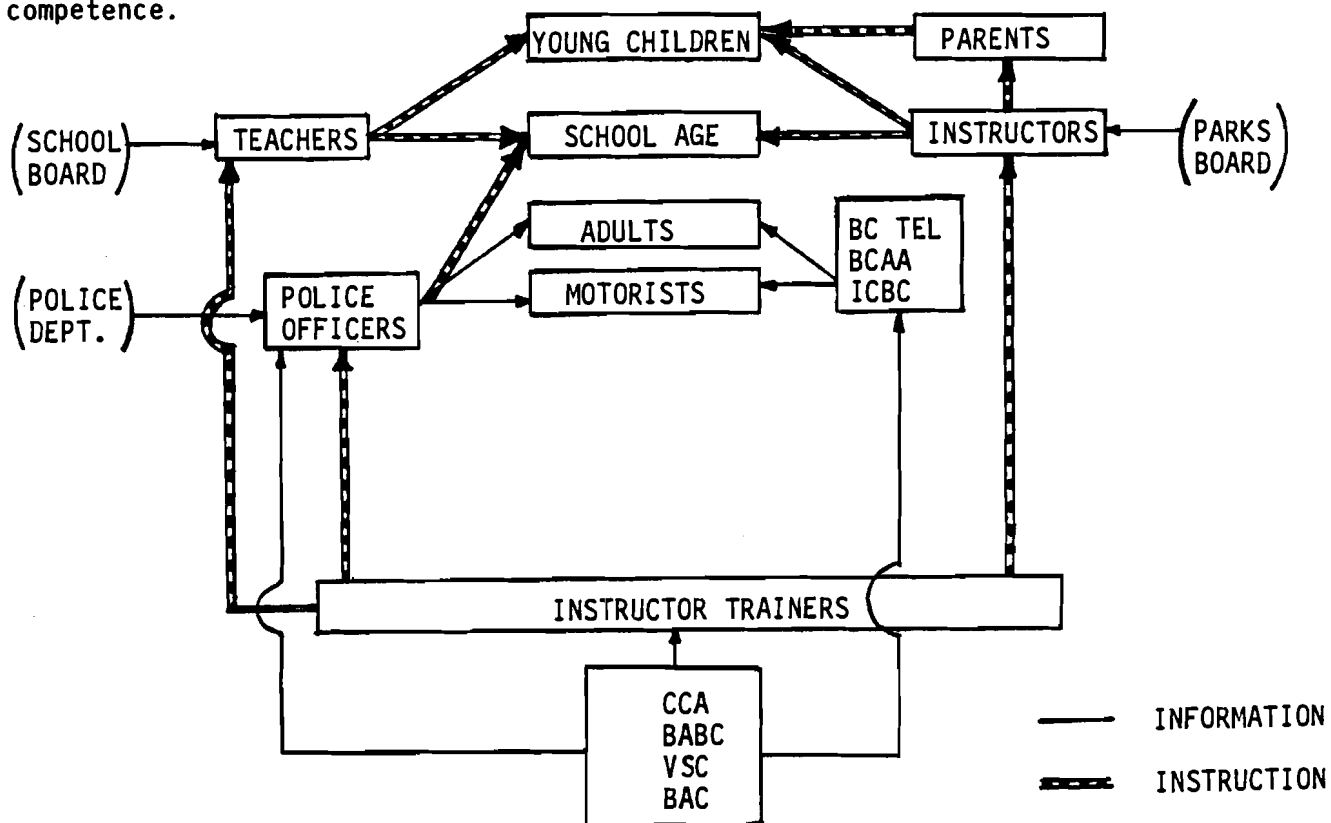 competence.
YOUNG CHILDREN
PARENTS
(SCHOOL
BOARD)
TEACHERS
SCHOOL AGE
INSTRUCTORS
(PARKS
BOARD)
ADULTS
BC TEL
BCAA
ICBC
(POLICE
DEPT.)
POLICE
OFFICERS
MOTORISTS
INSTRUCTOR TRAINERS
CCA
BABC
VSC
BAC
INFORMATION
INSTRUCTION